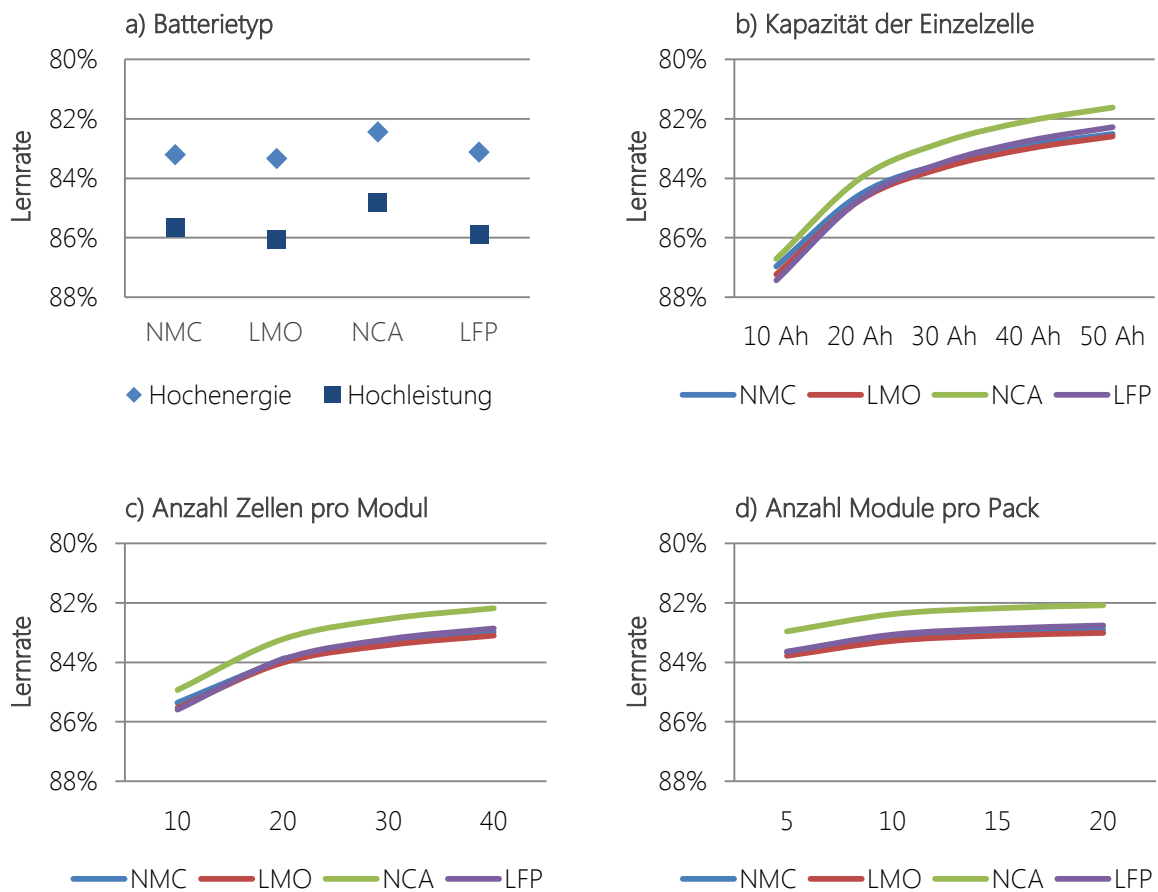 a) Batterietyp
80%
82%
84%
86%
88%
Lernrate
NMC LMO NCA LFP
Hochenergie Hochleistung
b) Kapazität der Einzelzelle
80%
82%
84%
86%
88%
Lernrate
10 Ah 20 Ah 30 Ah 40 Ah 50 Ah
NMC LMO NCA LFP
c) Anzahl Zellen pro Modul
80%
82%
84%
86%
88%
Lernrate
10 20 30 40
NMC LMO NCA LFP
d) Anzahl Module pro Pack
80%
82%
84%
86%
88%
Lernrate
5 10 15 20
NMC LMO NCA LFP